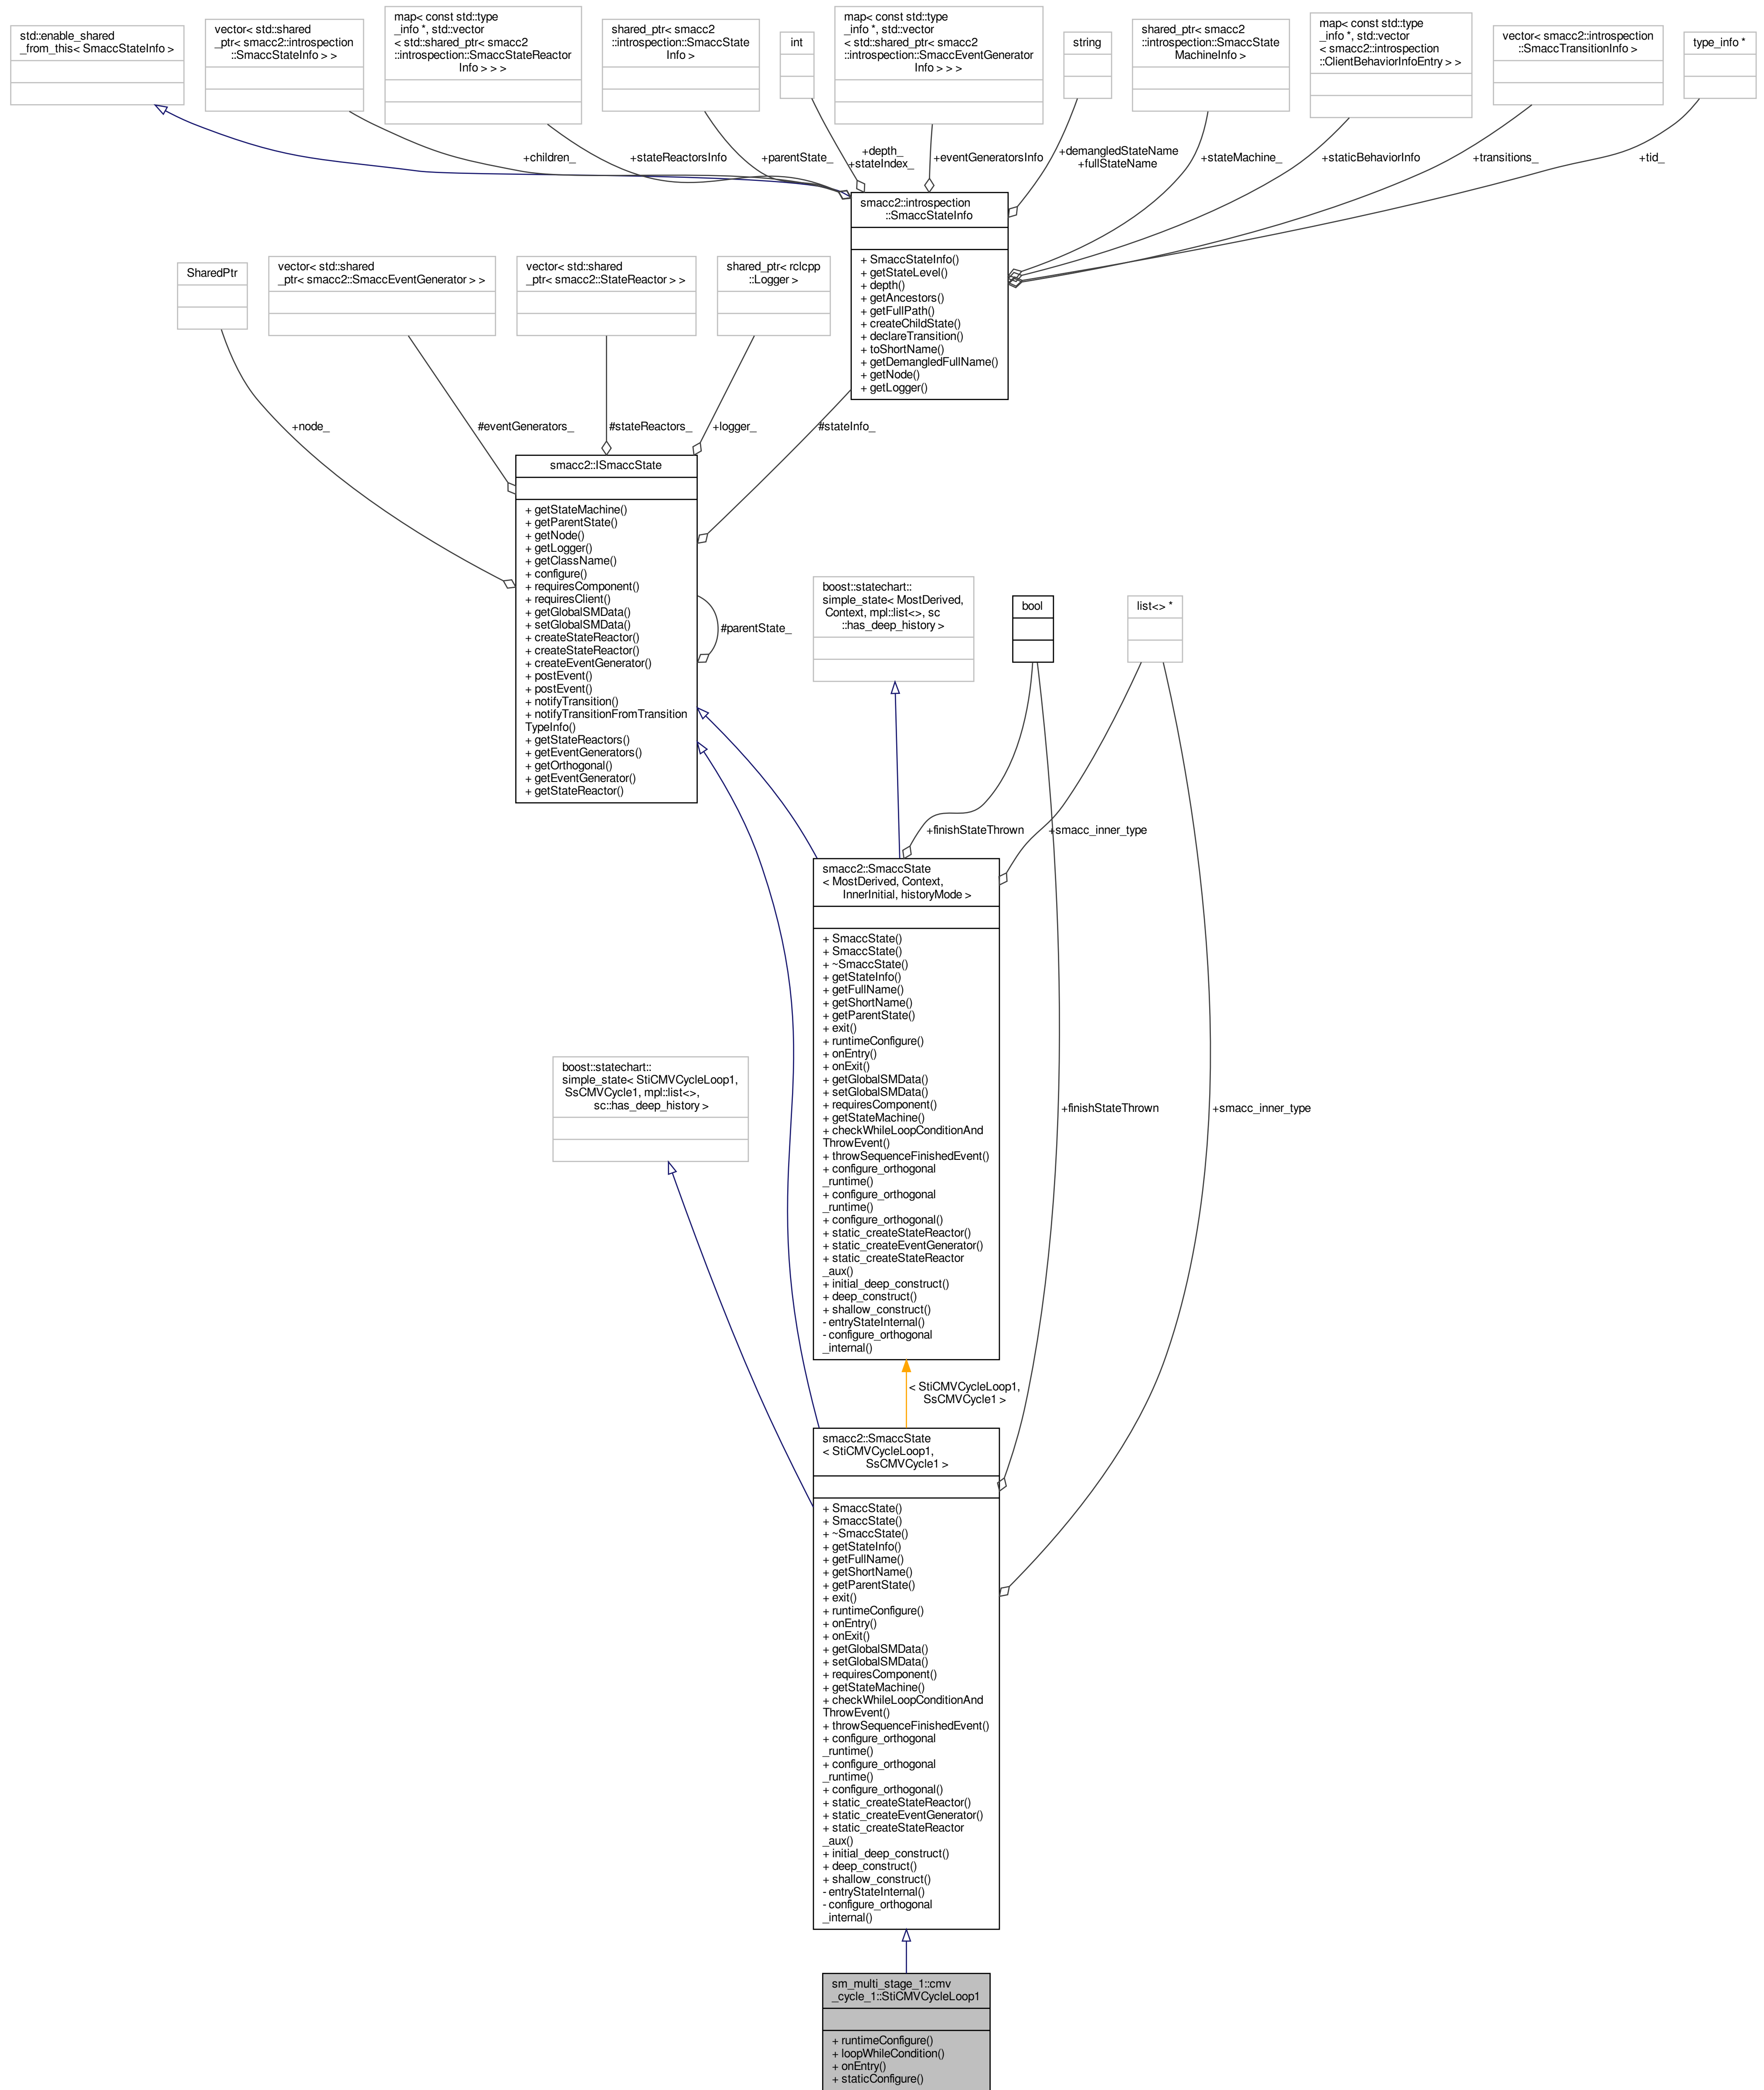 std::enable_shared
_from_this< SmaccStateInfo >
vector< std::shared
_ptr< smacc2::introspection
::SmaccStateInfo > >
map< const std::type
_info *, std::vector
< std::shared_ptr< smacc2
::introspection::SmaccStateReactor
Info > > >
shared_ptr< smacc2
::introspection::SmaccState
Info >
int
map< const std::type
_info *, std::vector
< std::shared_ptr< smacc2
::introspection::SmaccEventGenerator
Info > > >
string
shared_ptr< smacc2
::introspection::SmaccState
MachineInfo >
map< const std::type
_info *, std::vector
< smacc2::introspection
::ClientBehaviorInfoEntry > >
vector< smacc2::introspection
::SmaccTransitionInfo >
type_info *
+children_
+stateReactorsInfo
+parentState_
+depth_
+stateIndex_
+eventGeneratorsInfo
+demangledStateName
+fullStateName
+stateMachine_
+staticBehaviorInfo
+transitions_
+tid_
smacc2::introspection
::SmaccStateInfo
+ SmaccStateInfo()
+ getStateLevel()
+ depth()
+ getAncestors()
+ getFullPath()
+ createChildState()
+ declareTransition()
+ toShortName()
+ getDemangledFullName()
+ getNode()
+ getLogger()
SharedPtr
vector< std::shared
_ptr< smacc2::SmaccEventGenerator > >
vector< std::shared
_ptr< smacc2::StateReactor > >
shared_ptr< rclcpp
::Logger >
+node_
#eventGenerators_
#stateReactors_
+logger_
#stateInfo_
smacc2::ISmaccState
+ getStateMachine()
+ getParentState()
+ getNode()
+ getLogger()
+ getClassName()
+ configure()
+ requiresComponent()
+ requiresClient()
+ getGlobalSMData()
+ setGlobalSMData()
+ createStateReactor()
+ createStateReactor()
+ createEventGenerator()
+ postEvent()
+ postEvent()
+ notifyTransition()
+ notifyTransitionFromTransition
TypeInfo()
+ getStateReactors()
+ getEventGenerators()
+ getOrthogonal()
+ getEventGenerator()
+ getStateReactor()
#parentState_
boost::statechart::
simple_state< MostDerived,
Context, mpl::list<>, sc
::has_deep_history >
bool
list<> *
+finishStateThrown
+smacc_inner_type
smacc2::SmaccState
< MostDerived, Context,
InnerInitial, historyMode >
+ SmaccState()
+ SmaccState()
+ ~SmaccState()
+ getStateInfo()
+ getFullName()
+ getShortName()
+ getParentState()
+ exit()
+ runtimeConfigure()
+ onEntry()
+ onExit()
+ getGlobalSMData()
+ setGlobalSMData()
+ requiresComponent()
+ getStateMachine()
+ checkWhileLoopConditionAnd
ThrowEvent()
+ throwSequenceFinishedEvent()
+ configure_orthogonal
_runtime()
+ configure_orthogonal
_runtime()
+ configure_orthogonal()
+ static_createStateReactor()
+ static_createEventGenerator()
+ static_createStateReactor
_aux()
+ initial_deep_construct()
+ deep_construct()
+ shallow_construct()
- entryStateInternal()
- configure_orthogonal
_internal()
boost::statechart::
simple_state< StiCMVCycleLoop1,
SsCMVCycle1, mpl::list<>,
sc::has_deep_history >
+finishStateThrown
+smacc_inner_type
< StiCMVCycleLoop1,
SsCMVCycle1 >
smacc2::SmaccState
< StiCMVCycleLoop1,
SsCMVCycle1 >
+ SmaccState()
+ SmaccState()
+ ~SmaccState()
+ getStateInfo()
+ getFullName()
+ getShortName()
+ getParentState()
+ exit()
+ runtimeConfigure()
+ onEntry()
+ onExit()
+ getGlobalSMData()
+ setGlobalSMData()
+ requiresComponent()
+ getStateMachine()
+ checkWhileLoopConditionAnd
ThrowEvent()
+ throwSequenceFinishedEvent()
+ configure_orthogonal
_runtime()
+ configure_orthogonal
_runtime()
+ configure_orthogonal()
+ static_createStateReactor()
+ static_createEventGenerator()
+ static_createStateReactor
_aux()
+ initial_deep_construct()
+ deep_construct()
+ shallow_construct()
- entryStateInternal()
- configure_orthogonal
_internal()
sm_multi_stage_1::cmv
_cycle_1::StiCMVCycleLoop1
+ runtimeConfigure()
+ loopWhileCondition()
+ onEntry()
+ staticConfigure()